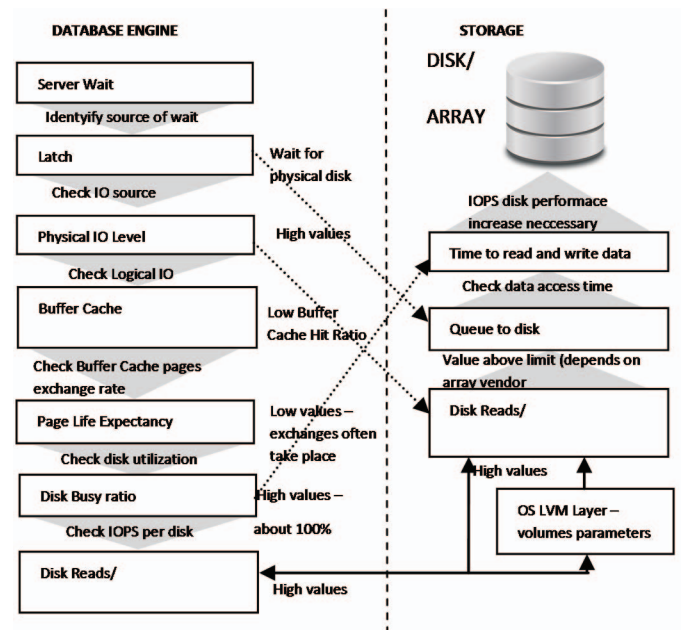 DATABASE ENGINE
Server Wait
Identyify source of wait
Latch
Wait for
physical disk
Check IO source
Physical IO Level
High values
Check Logical IO
Buffer Cache
Low Buffer
Cache Hit Ratio
Check Buffer Cache pages
exchange rate
Page Life Expectancy
Low values –
exchanges often
take place
Check disk utilization
Disk Busy ratio
High values –
about 100%
Check IOPS per disk
Disk Reads/
High values
STORAGE
DISK/
ARRAY
IOPS disk performace
increase neccessary
Time to read and write data
Check data access time
Queue to disk
Value above limit (depends on
array vendor
Disk Reads/
High values
OS LVM Layer –
volumes parameters